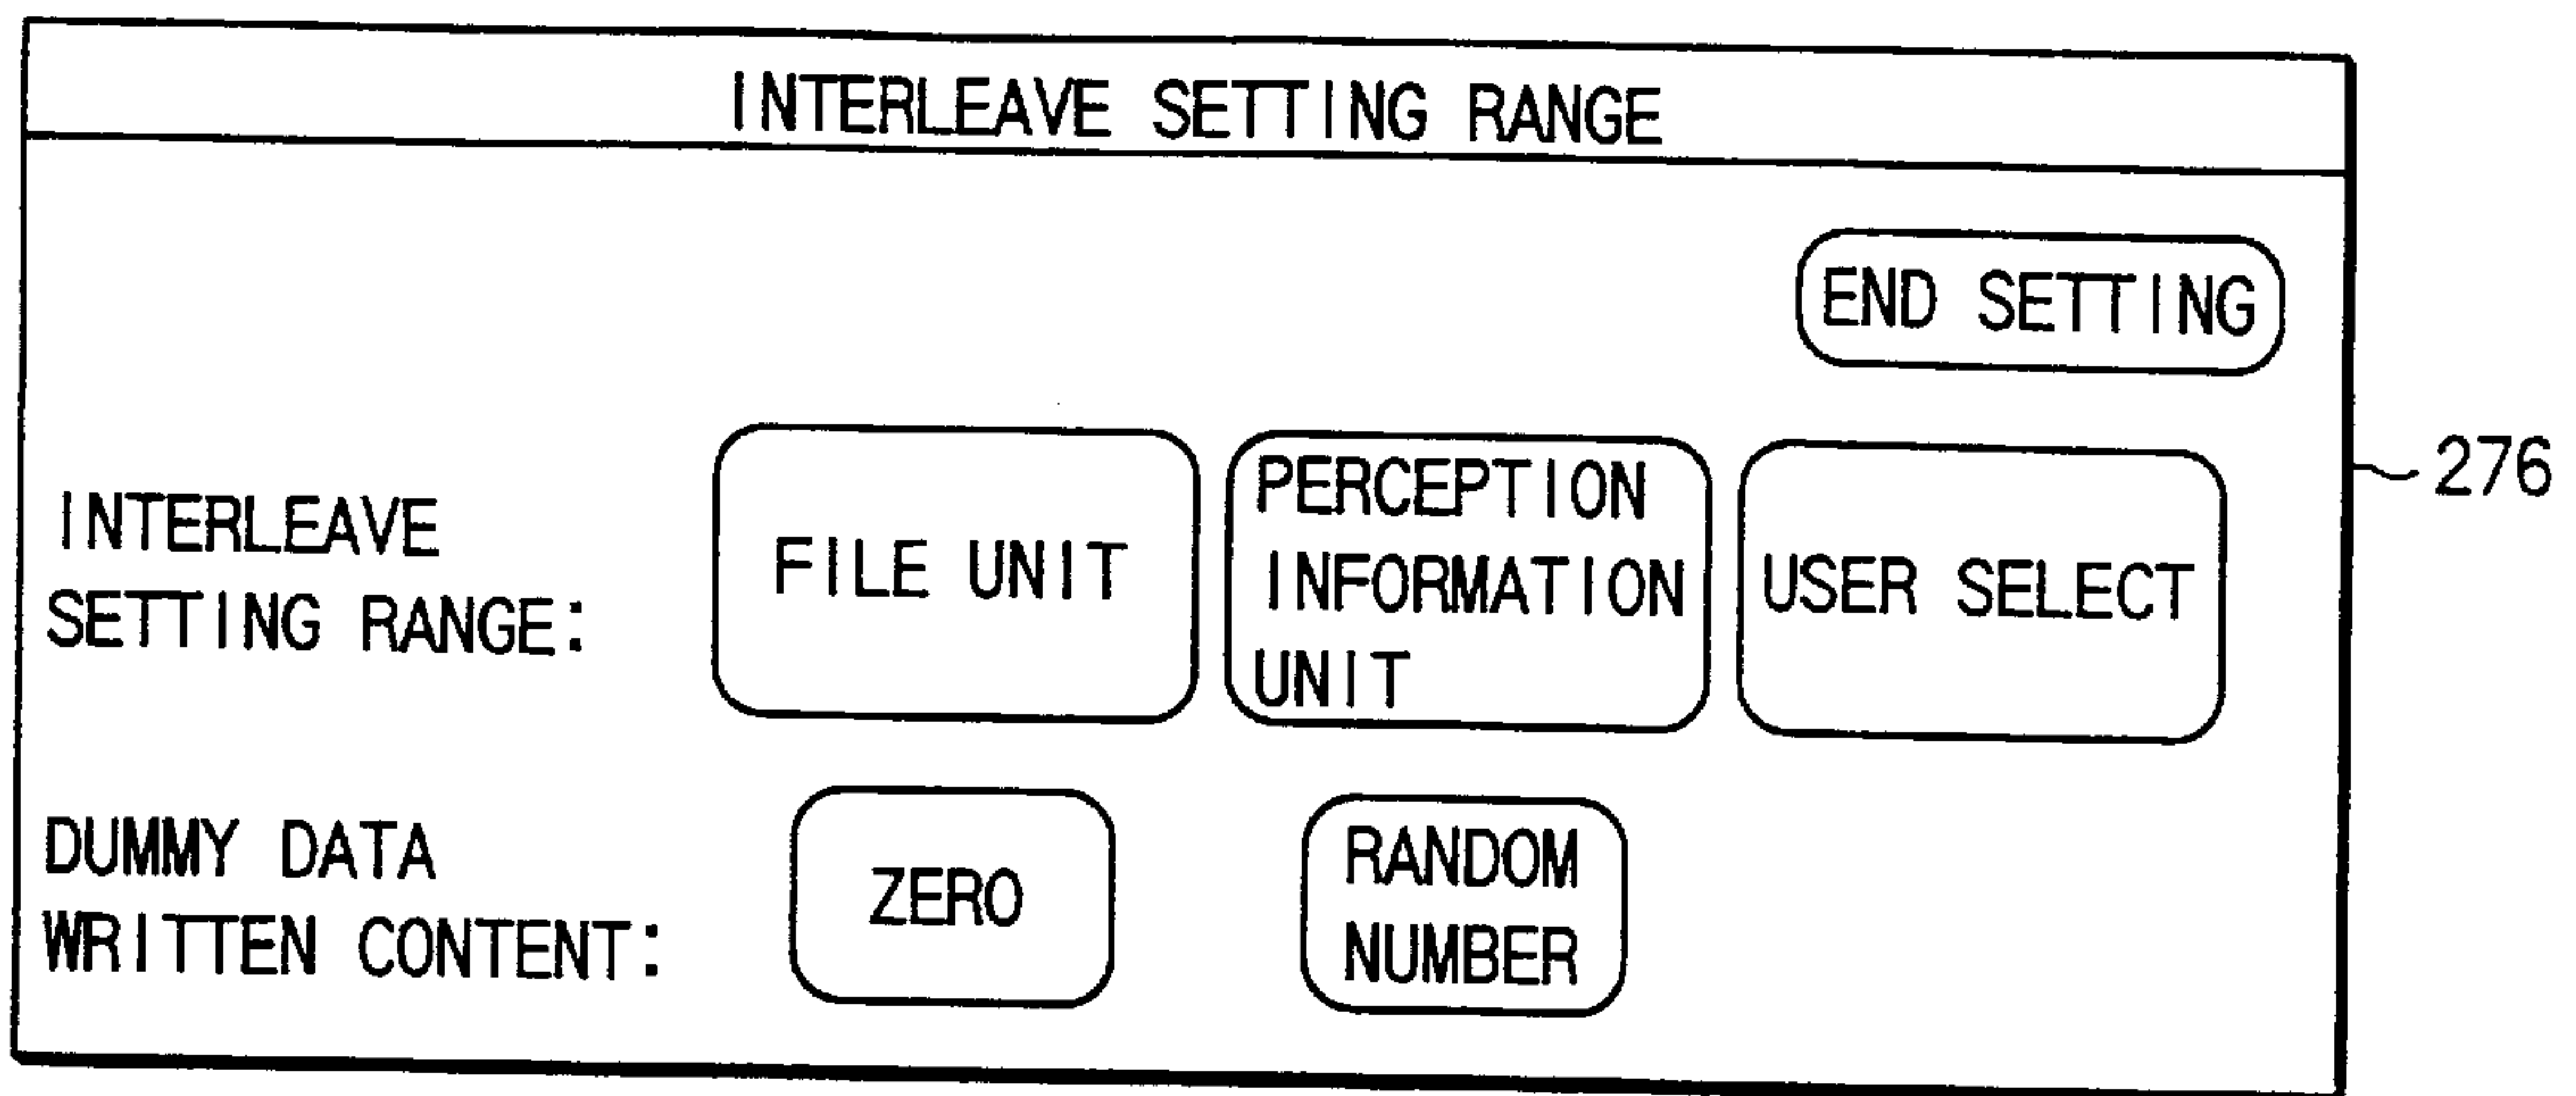 INTERLEAVE SETTING RANGE
END SETTING
276
INTERLEAVE
SETTING RANGE:
FILE UNIT
PERCEPTION
INFORMATION
UNIT
USER SELECT
DUMMY DATA
WRITTEN CONTENT:
ZERO
RANDOM
NUMBER